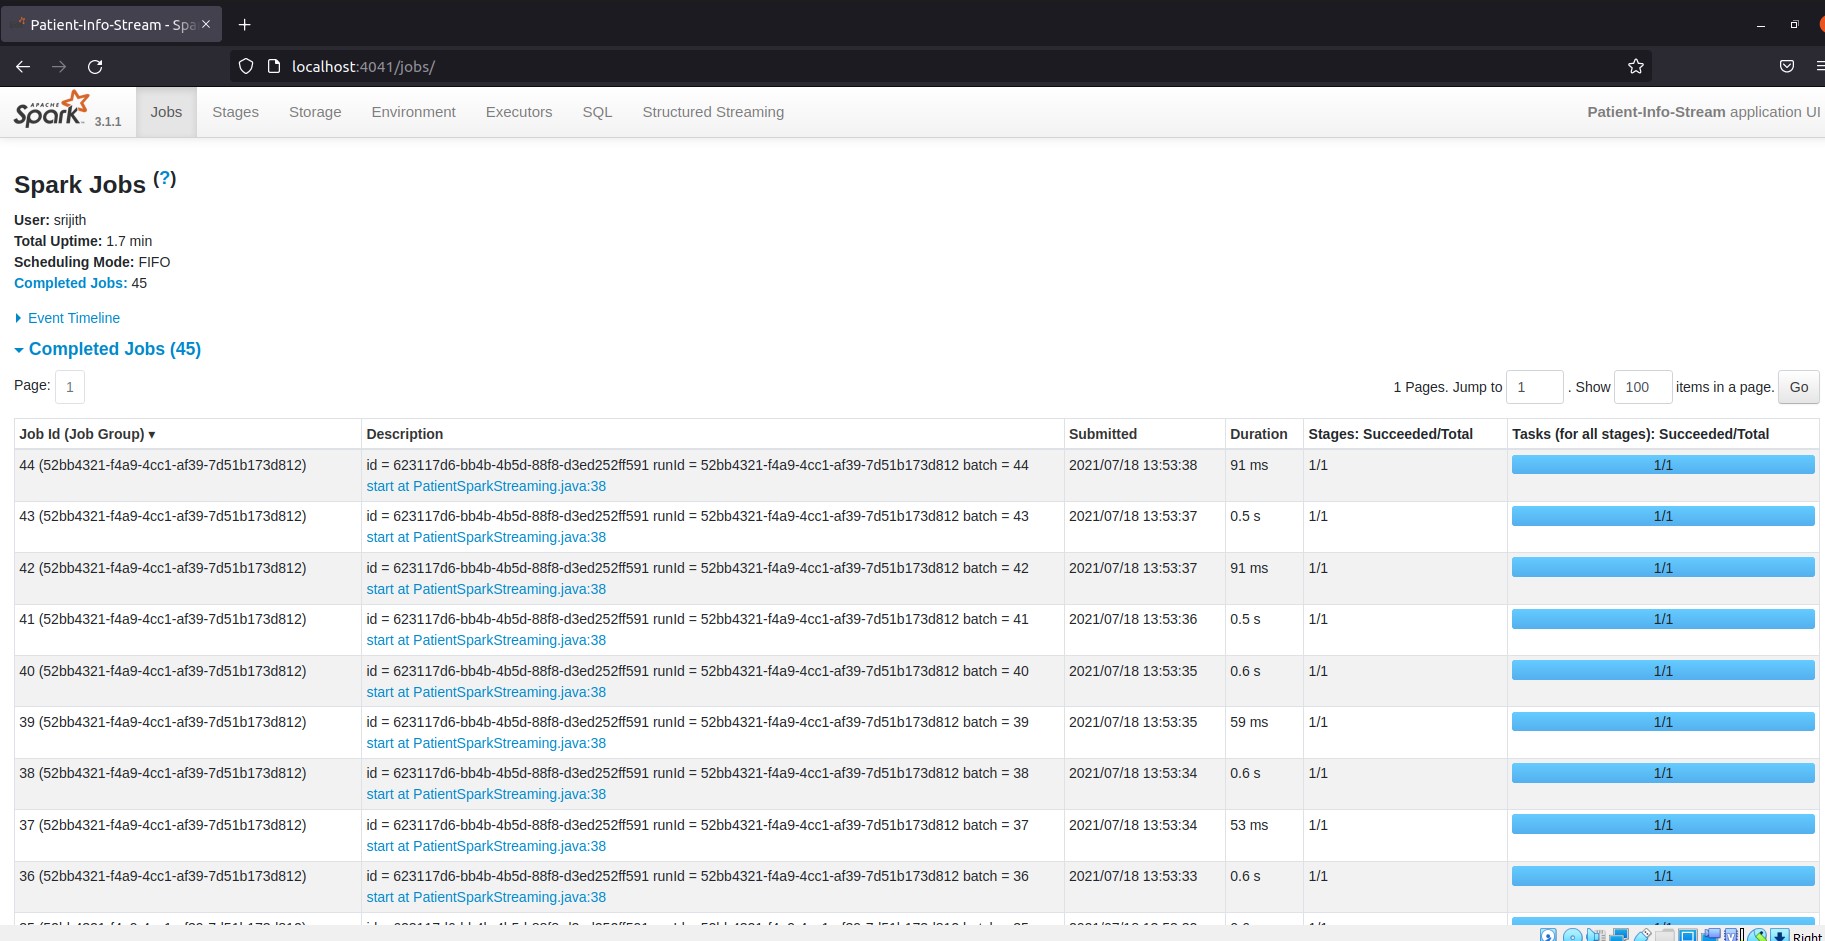 Patient-Info-Stream - Spa
localhost:4041/jobs/
APACHE Spark 3.1.1 Jobs Stages Storage Environment Executors SQL Structured Streaming Patient-Info-Stream application UI
Spark Jobs (?)
User: srijith
Total Uptime: 1.7 min
Scheduling Mode: FIFO
Completed Jobs: 45
Event Timeline
Completed Jobs (45)
Page: 1 1 Pages. Jump to 1 . Show 100 items in a page. Go
Job Id (Job Group) ▾ Description Submitted Duration Stages: Succeeded/Total Tasks (for all stages): Succeeded/Total
44 (52bb4321-f4a9-4cc1-af39-7d51b173d812) id = 623117d6-bb4b-4b5d-88f8-d3ed252ff591 runId = 52bb4321-f4a9-4cc1-af39-7d51b173d812 batch = 44 2021/07/18 13:53:38 91 ms 1/1 1/1
start at PatientSparkStreaming.java:38
43 (52bb4321-f4a9-4cc1-af39-7d51b173d812) id = 623117d6-bb4b-4b5d-88f8-d3ed252ff591 runId = 52bb4321-f4a9-4cc1-af39-7d51b173d812 batch = 43 2021/07/18 13:53:37 0.5 s 1/1 1/1
start at PatientSparkStreaming.java:38
42 (52bb4321-f4a9-4cc1-af39-7d51b173d812) id = 623117d6-bb4b-4b5d-88f8-d3ed252ff591 runId = 52bb4321-f4a9-4cc1-af39-7d51b173d812 batch = 42 2021/07/18 13:53:37 91 ms 1/1 1/1
start at PatientSparkStreaming.java:38
41 (52bb4321-f4a9-4cc1-af39-7d51b173d812) id = 623117d6-bb4b-4b5d-88f8-d3ed252ff591 runId = 52bb4321-f4a9-4cc1-af39-7d51b173d812 batch = 41 2021/07/18 13:53:36 0.5 s 1/1 1/1
start at PatientSparkStreaming.java:38
40 (52bb4321-f4a9-4cc1-af39-7d51b173d812) id = 623117d6-bb4b-4b5d-88f8-d3ed252ff591 runId = 52bb4321-f4a9-4cc1-af39-7d51b173d812 batch = 40 2021/07/18 13:53:35 0.6 s 1/1 1/1
start at PatientSparkStreaming.java:38
39 (52bb4321-f4a9-4cc1-af39-7d51b173d812) id = 623117d6-bb4b-4b5d-88f8-d3ed252ff591 runId = 52bb4321-f4a9-4cc1-af39-7d51b173d812 batch = 39 2021/07/18 13:53:35 59 ms 1/1 1/1
start at PatientSparkStreaming.java:38
38 (52bb4321-f4a9-4cc1-af39-7d51b173d812) id = 623117d6-bb4b-4b5d-88f8-d3ed252ff591 runId = 52bb4321-f4a9-4cc1-af39-7d51b173d812 batch = 38 2021/07/18 13:53:34 0.6 s 1/1 1/1
start at PatientSparkStreaming.java:38
37 (52bb4321-f4a9-4cc1-af39-7d51b173d812) id = 623117d6-bb4b-4b5d-88f8-d3ed252ff591 runId = 52bb4321-f4a9-4cc1-af39-7d51b173d812 batch = 37 2021/07/18 13:53:34 53 ms 1/1 1/1
start at PatientSparkStreaming.java:38
36 (52bb4321-f4a9-4cc1-af39-7d51b173d812) id = 623117d6-bb4b-4b5d-88f8-d3ed252ff591 runId = 52bb4321-f4a9-4cc1-af39-7d51b173d812 batch = 36 2021/07/18 13:53:33 0.6 s 1/1 1/1
start at PatientSparkStreaming.java:38
Right